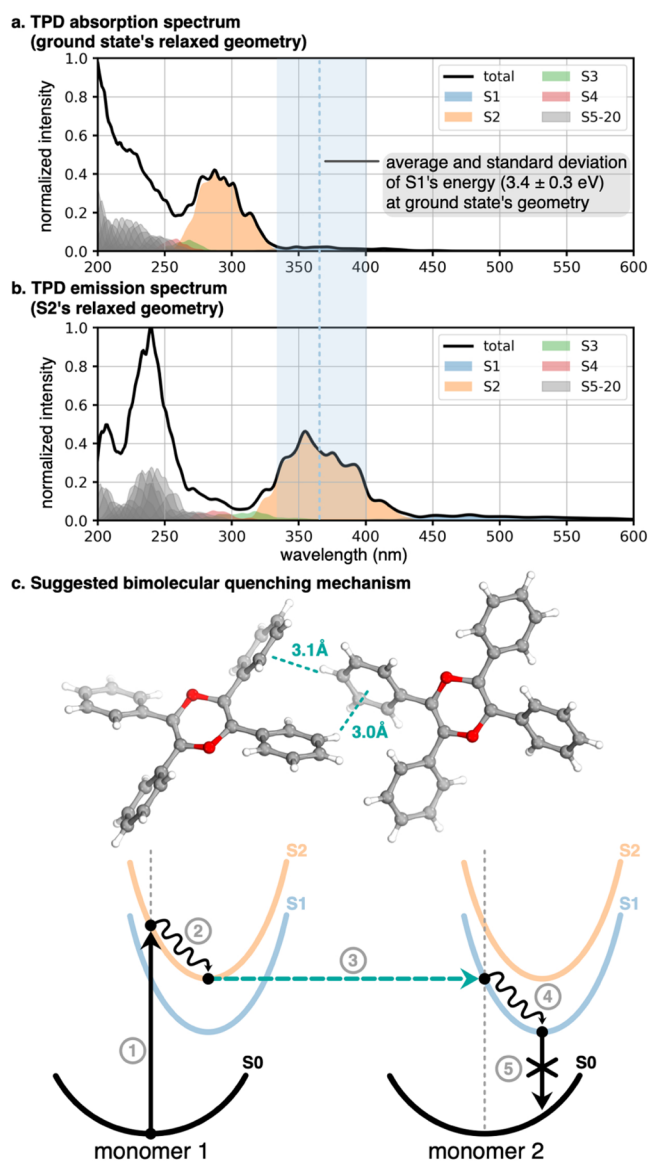 a. TPD absorption spectrum
(ground state's relaxed geometry)
normalized intensity
1.0
0.8
0.6
0.4
0.2
0.0
total
S1
S2
S3
S4
S5-20
average and standard deviation
of S1's energy (3.4 ± 0.3 eV)
at ground state's geometry
200 250 300 350 400 450 500 550 600
b. TPD emission spectrum
(S2's relaxed geometry)
normalized intensity
1.0
0.8
0.6
0.4
0.2
0.0
total
S1
S2
S3
S4
S5-20
200 250 300 350 400 450 500 550 600
wavelength (nm)
c. Suggested bimolecular quenching mechanism
3.1Å
3.0Å
S2
S1
S2
S1
2
3
4
1
S0
5
S0
monomer 1
monomer 2